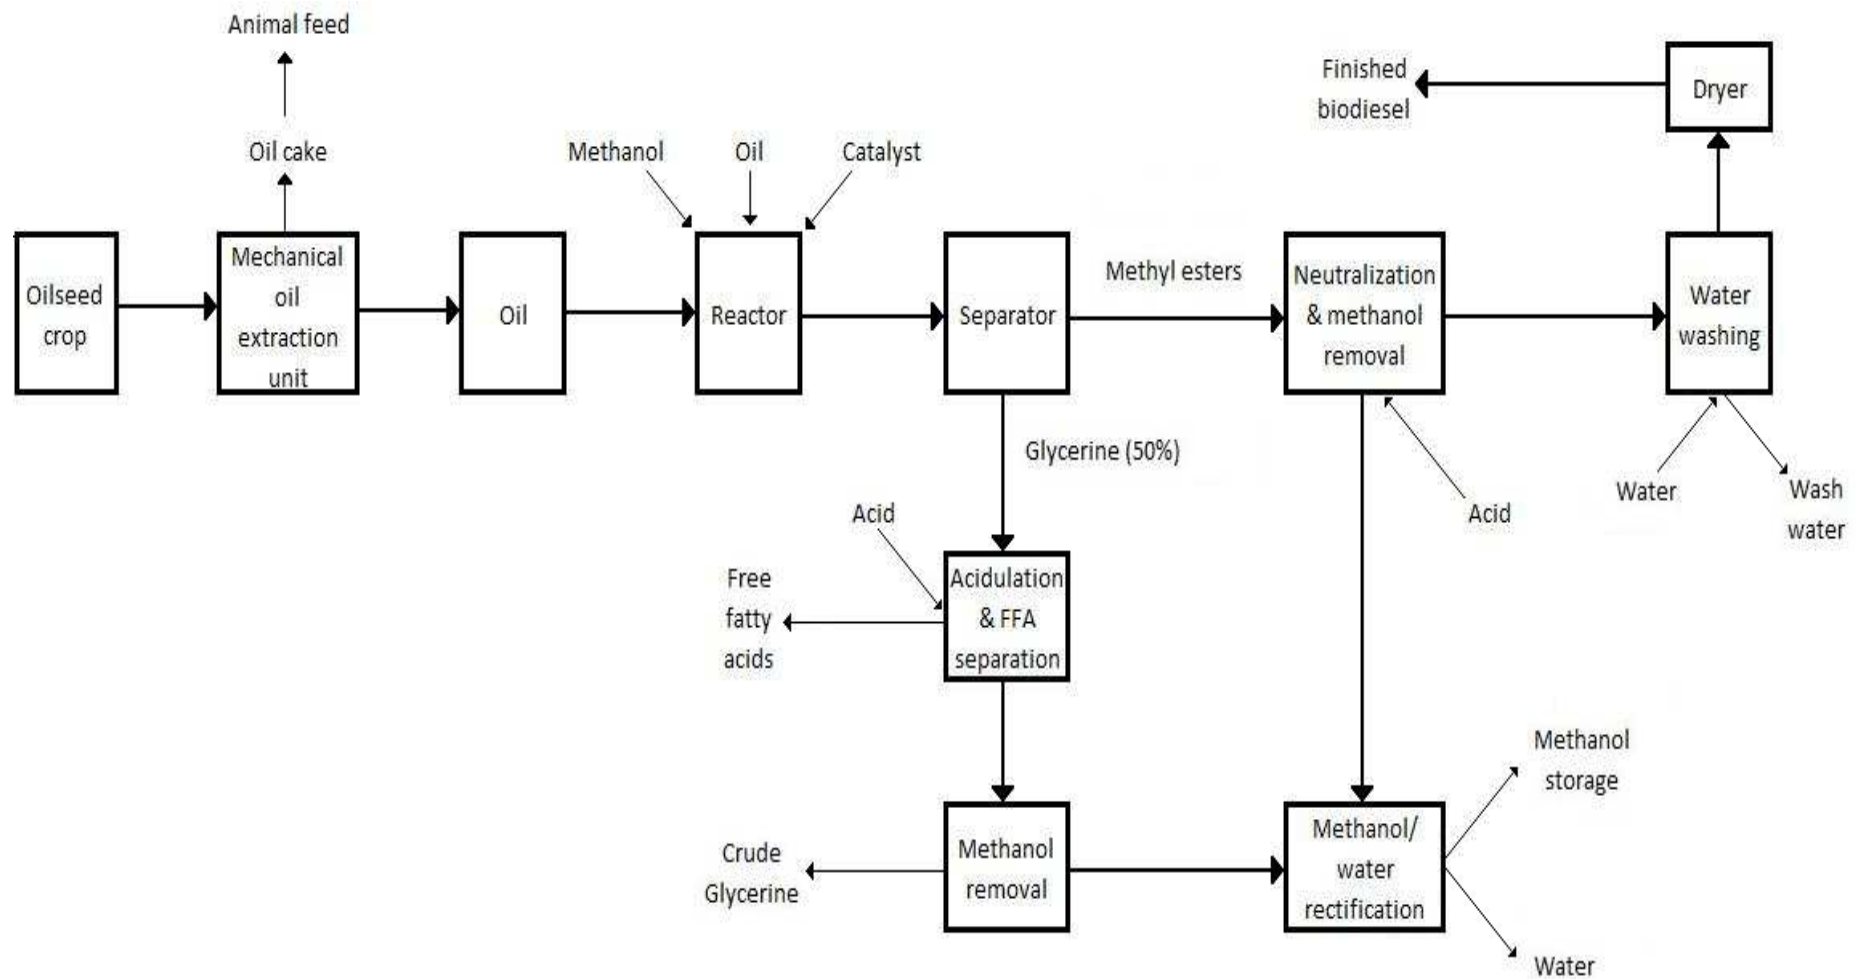 Animal feed
Finished
biodiesel
Dryer
Oil cake
Methanol
Oil
Catalyst
Oilseed
crop
Mechanical
oil
extraction
unit
Oil
Reactor
Separator
Methyl esters
Neutralization
& methanol
removal
Water
washing
Glycerine (50%)
Acid
Acid
Water
Wash
water
Free
fatty
acids
Acidulation
& FFA
separation
Methanol
storage
Crude
Glycerine
Methanol
removal
Methanol/
water
rectification
Water